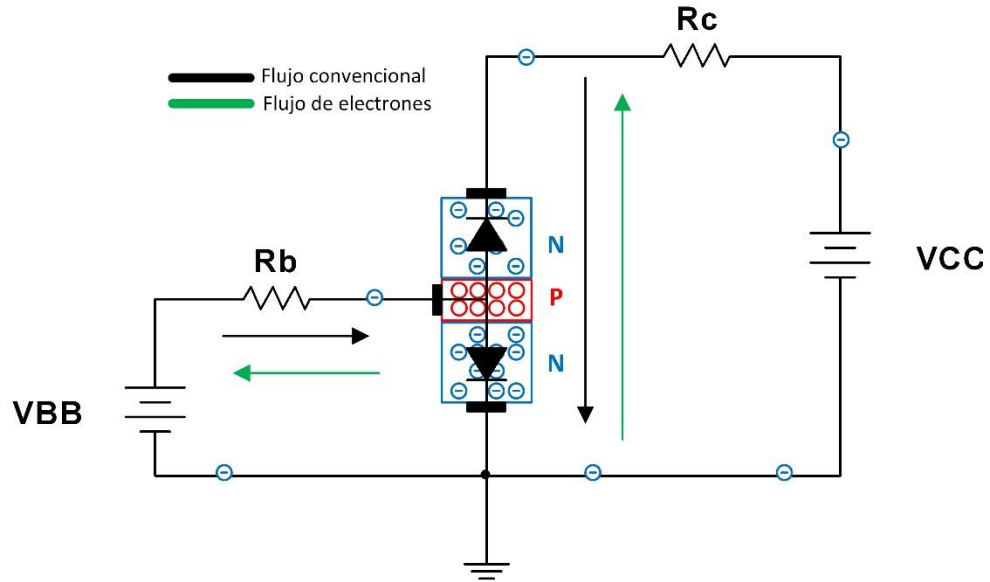 Rc
Flujo convencional
Flujo de electrones
N
Rb
VCC
P
N
VBB